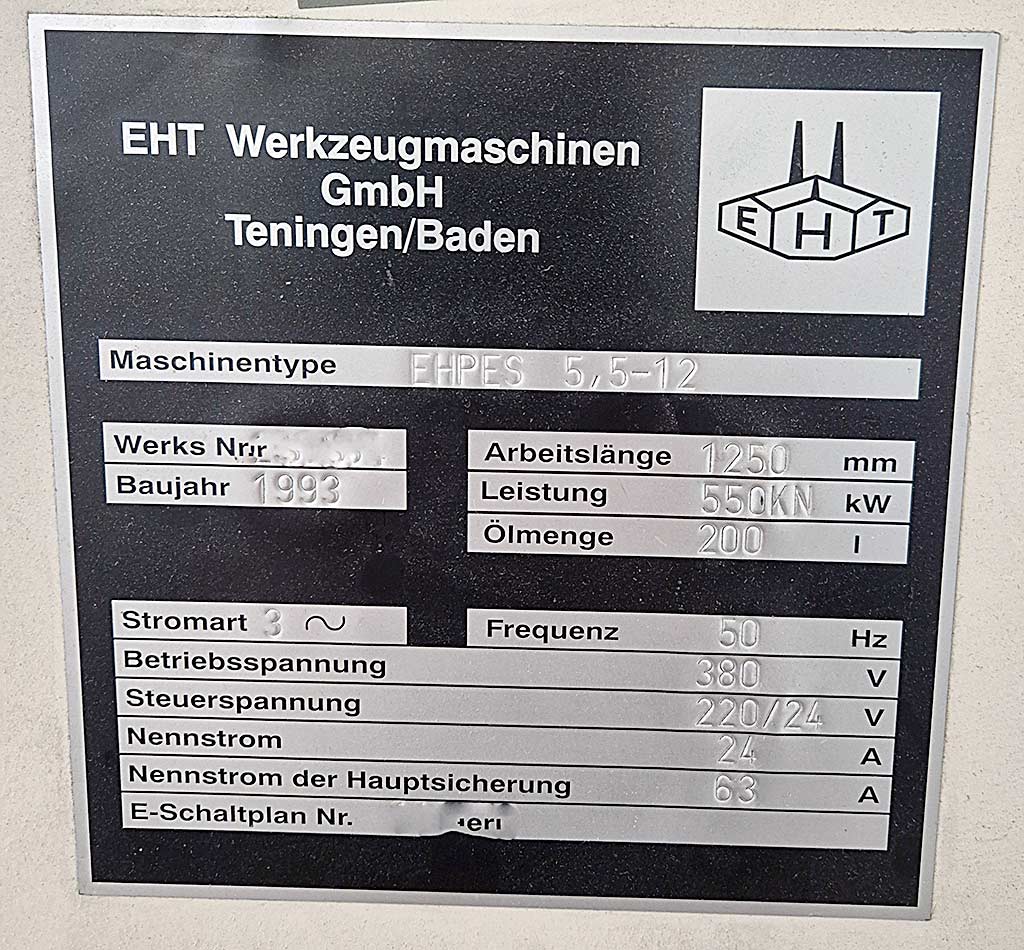 EHT Werkzeugmaschinen
GmbH
Teningen/Baden
E H T
Maschinentype EHPES 5,5-12
Werks Nr.
Baujahr 1993
Arbeitslänge 1250 mm
Leistung 550KN kW
Ölmenge 200 l
Stromart 3 ~
Frequenz 50 Hz
Betriebsspannung 380 V
Steuerspannung 220/24 V
Nennstrom 24 A
Nennstrom der Hauptsicherung 63 A
E-Schaltplan Nr.